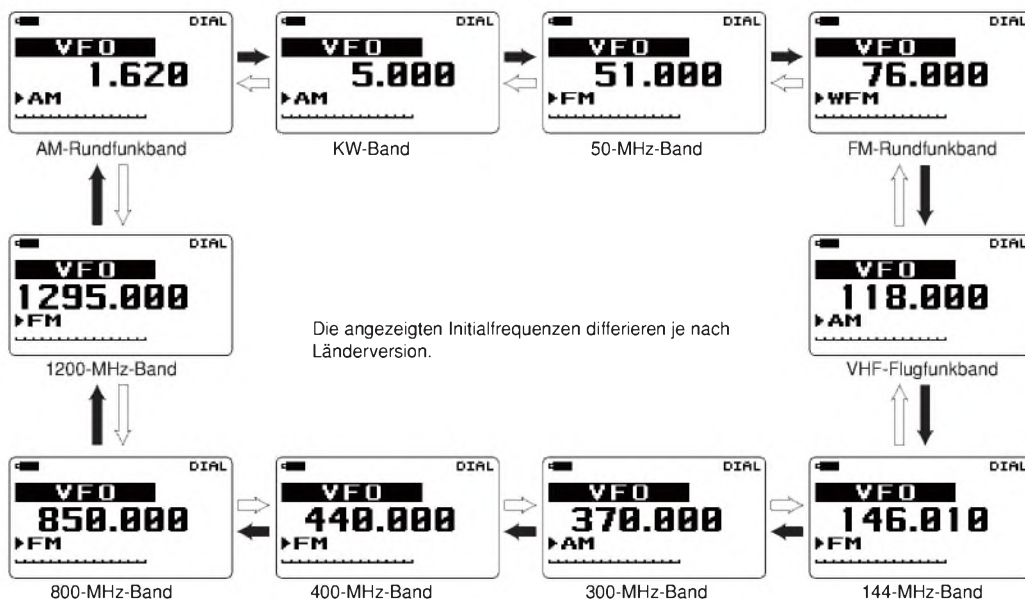 DIAL
VFO
1.620
▸AM
AM-Rundfunkband
DIAL
VFO
5.000
▸AM
KW-Band
DIAL
VFO
51.000
▸FM
50-MHz-Band
DIAL
VFO
76.000
▸WFM
FM-Rundfunkband
DIAL
VFO
1295.000
▸FM
1200-MHz-Band
Die angezeigten Initialfrequenzen differieren je nach
Länderversion.
DIAL
VFO
118.000
▸AM
VHF-Flugfunkband
DIAL
VFO
850.000
▸FM
800-MHz-Band
DIAL
VFO
440.000
▸FM
400-MHz-Band
DIAL
VFO
370.000
▸AM
300-MHz-Band
DIAL
VFO
146.010
▸FM
144-MHz-Band